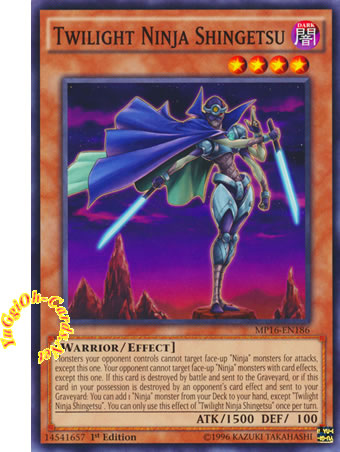 Twilight Ninja Shingetsu
DARK
闇
MP16-EN186
[Warrior/Effect]
Monsters your opponent controls cannot target face-up "Ninja" monsters for attacks,
except this one. Your opponent cannot target face-up "Ninja" monsters with card effects,
except this one. If this card is destroyed by battle and sent to the Graveyard, or if this
card in your possession is destroyed by an opponent's card effect and sent to your
Graveyard: You can add 1 "Ninja" monster from your Deck to your hand, except "Twilight
Ninja Shingetsu". You can only use this effect of "Twilight Ninja Shingetsu" once per turn.
ATK/1500 DEF/ 100
14541657 1st Edition ©1996 KAZUKI TAKAHASHI